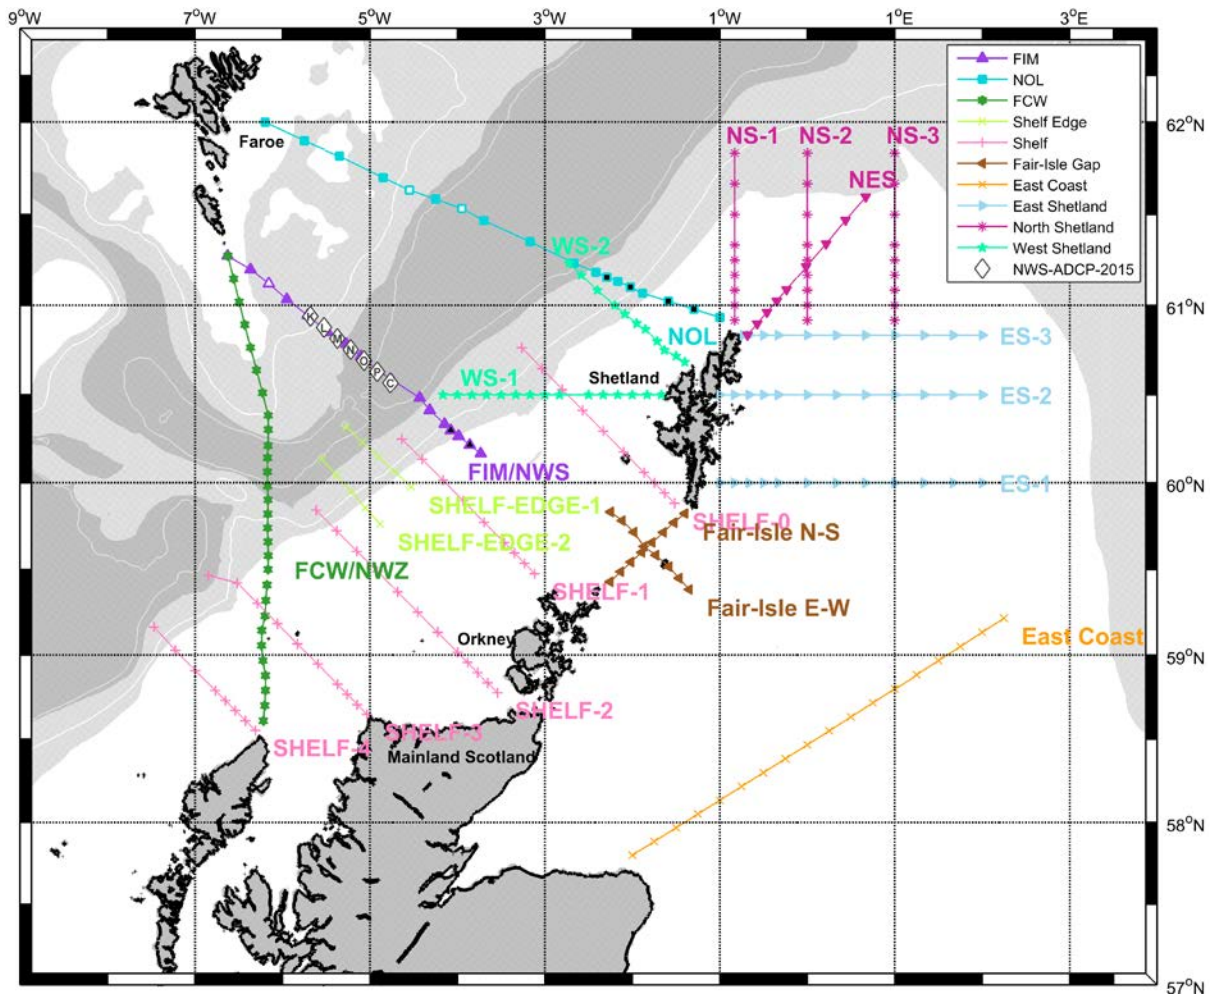 9°W 7°W 5°W 3°W 1°W 1°E 3°E
FIM
NOL
FCW
Shelf Edge
Shelf
Fair-Isle Gap
East Coast
East Shetland
North Shetland
West Shetland
NWS-ADCP-2015
62°N
61°N
60°N
59°N
58°N
57°N
NS-1 NS-2 NS-3
Faroe
NES
WS-2
NOL
ES-3
WS-1 Shetland
ES-2
FIM/NWS
ES-1
SHELF-EDGE-1
SHELF-0
Fair-Isle N-S
SHELF-EDGE-2
FCW/NWZ
SHELF-1
Fair-Isle E-W
Orkney
East Coast
SHELF-2
SHELF-3
SHELF-4
Mainland Scotland